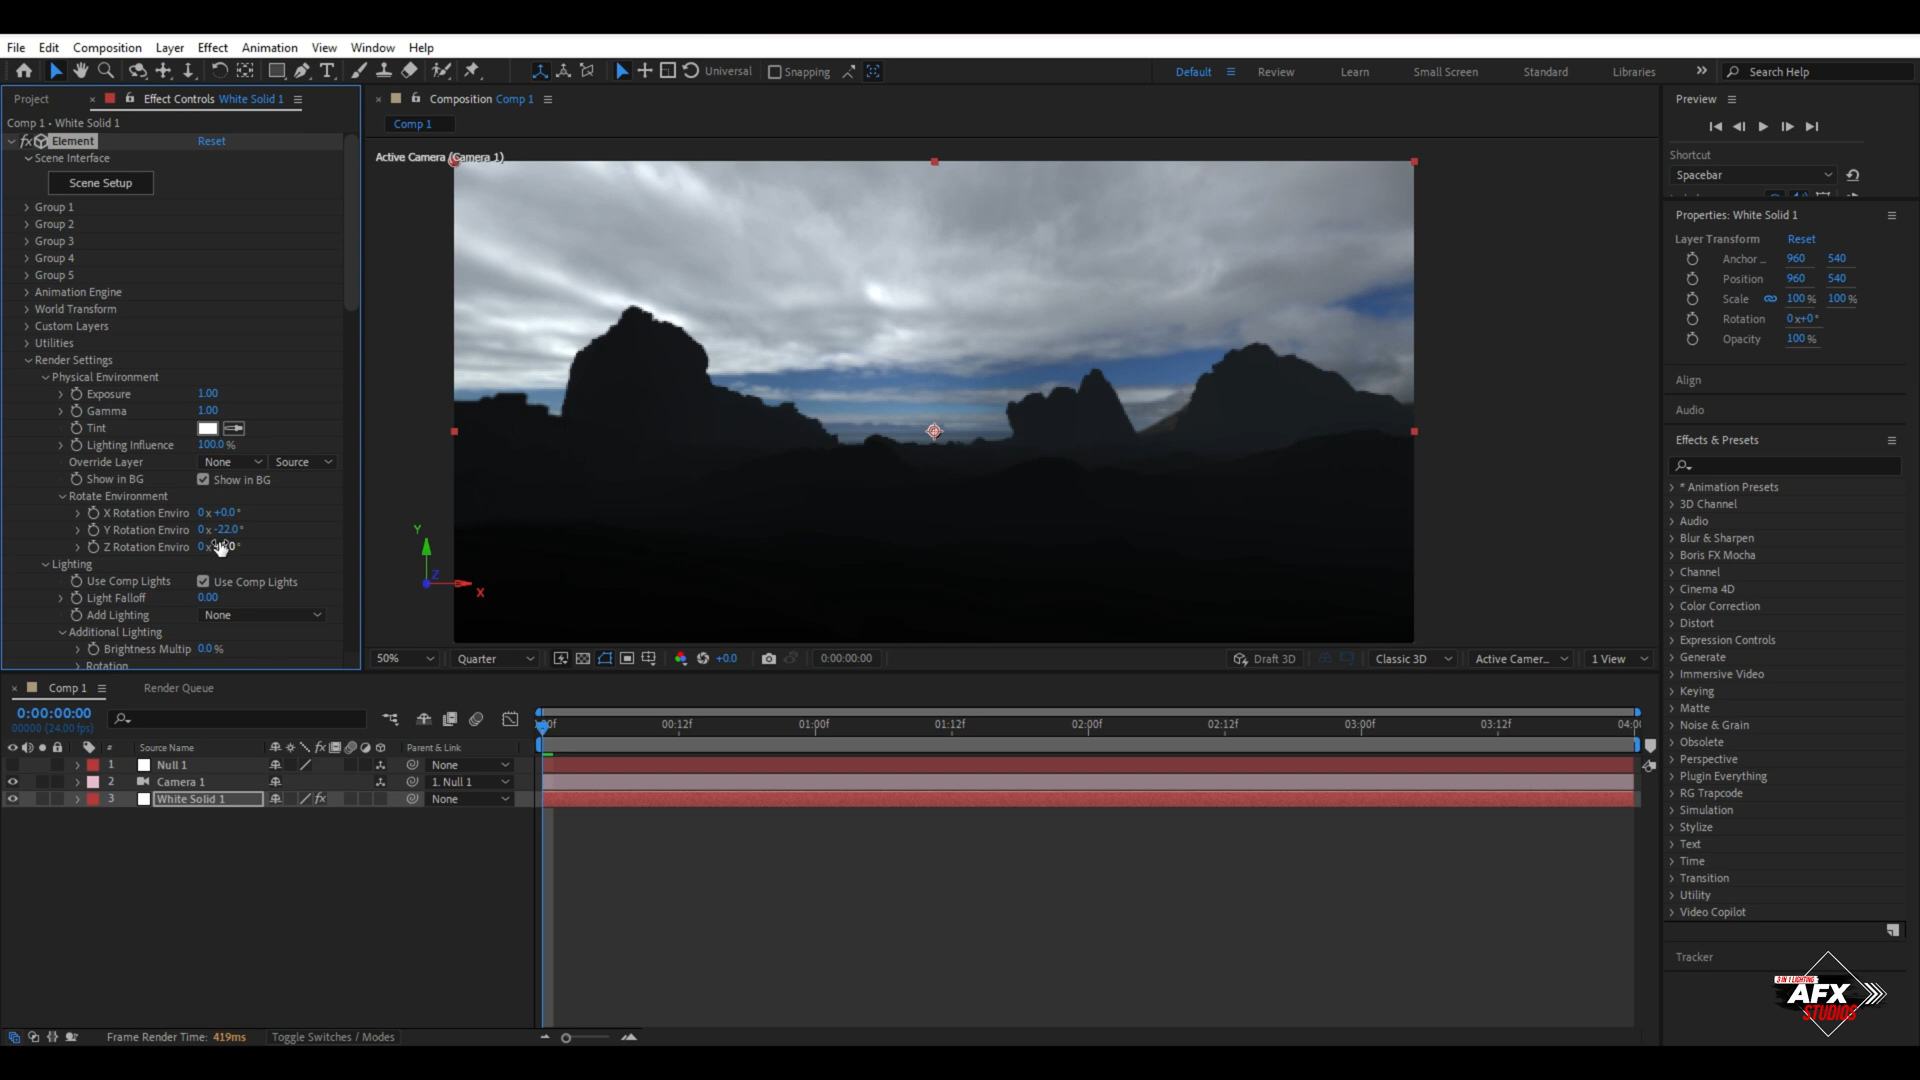 File Edit Composition Layer Effect Animation View Window Help
Universal Snapping Default Review Learn Small Screen Standard Libraries Search Help
Project Effect Controls White Solid 1
Comp 1 • White Solid 1
fx Element Reset
Scene Interface
Scene Setup
Group 1
Group 2
Group 3
Group 4
Group 5
Animation Engine
World Transform
Custom Layers
Utilities
Render Settings
Physical Environment
Exposure 1.00
Gamma 1.00
Tint
Lighting Influence 100.0 %
Override Layer None Source
Show in BG Show in BG
Rotate Environment
X Rotation Enviro 0 x +0.0 °
Y Rotation Enviro 0 x -22.0 °
Z Rotation Enviro 0 x
Lighting
Use Comp Lights Use Comp Lights
Light Falloff 0.00
Add Lighting None
Additional Lighting
Brightness Multip 0.0 %
Rotation
Composition Comp 1
Comp 1
Active Camera (Camera 1)
Y
Z
X
50% Quarter +0.0 0:00:00:00 Draft 3D Classic 3D Active Camer... 1 View
Preview
Shortcut
Spacebar
Properties: White Solid 1
Layer Transform Reset
Anchor ... 960 540
Position 960 540
Scale 100 % 100 %
Rotation 0 x+0 °
Opacity 100 %
Align
Audio
Effects & Presets
* Animation Presets
3D Channel
Audio
Blur & Sharpen
Boris FX Mocha
Channel
Cinema 4D
Color Correction
Distort
Expression Controls
Generate
Immersive Video
Keying
Matte
Noise & Grain
Obsolete
Perspective
Plugin Everything
RG Trapcode
Simulation
Stylize
Text
Time
Transition
Utility
Video Copilot
Tracker
Comp 1 Render Queue
0:00:00:00
00000 (24.00 fps)
00:12f 01:00f 01:12f 02:00f 02:12f 03:00f 03:12f
# Source Name fx Parent & Link
1 Null 1 None
2 Camera 1 1. Null 1
3 White Solid 1 fx None
Frame Render Time: 419ms Toggle Switches / Modes
3 IN 1 LIGHTING
AFX
STUDIOS